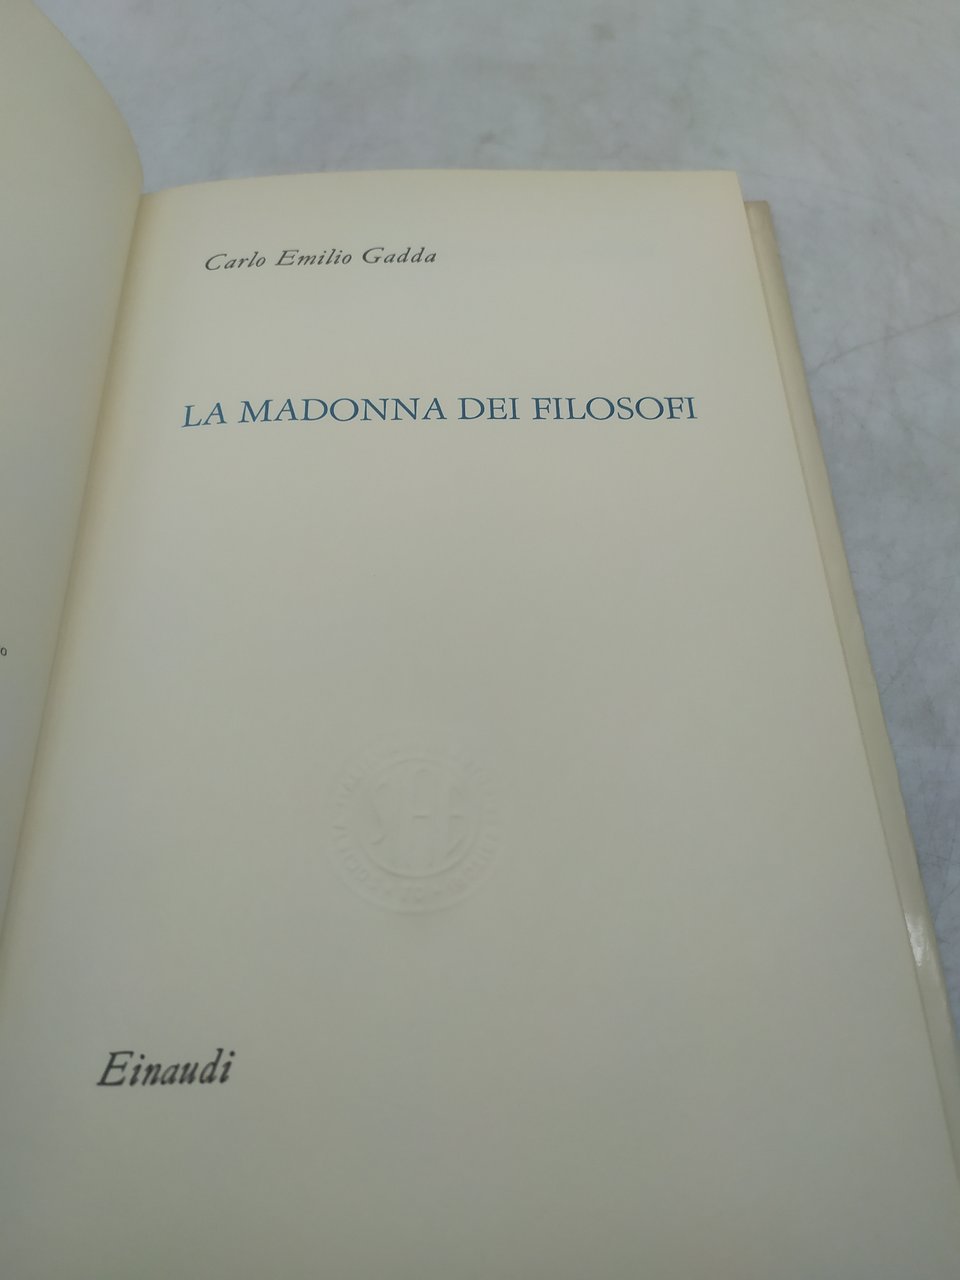 Carlo Emilio Gadda
LA MADONNA DEI FILOSOFI
Einaudi